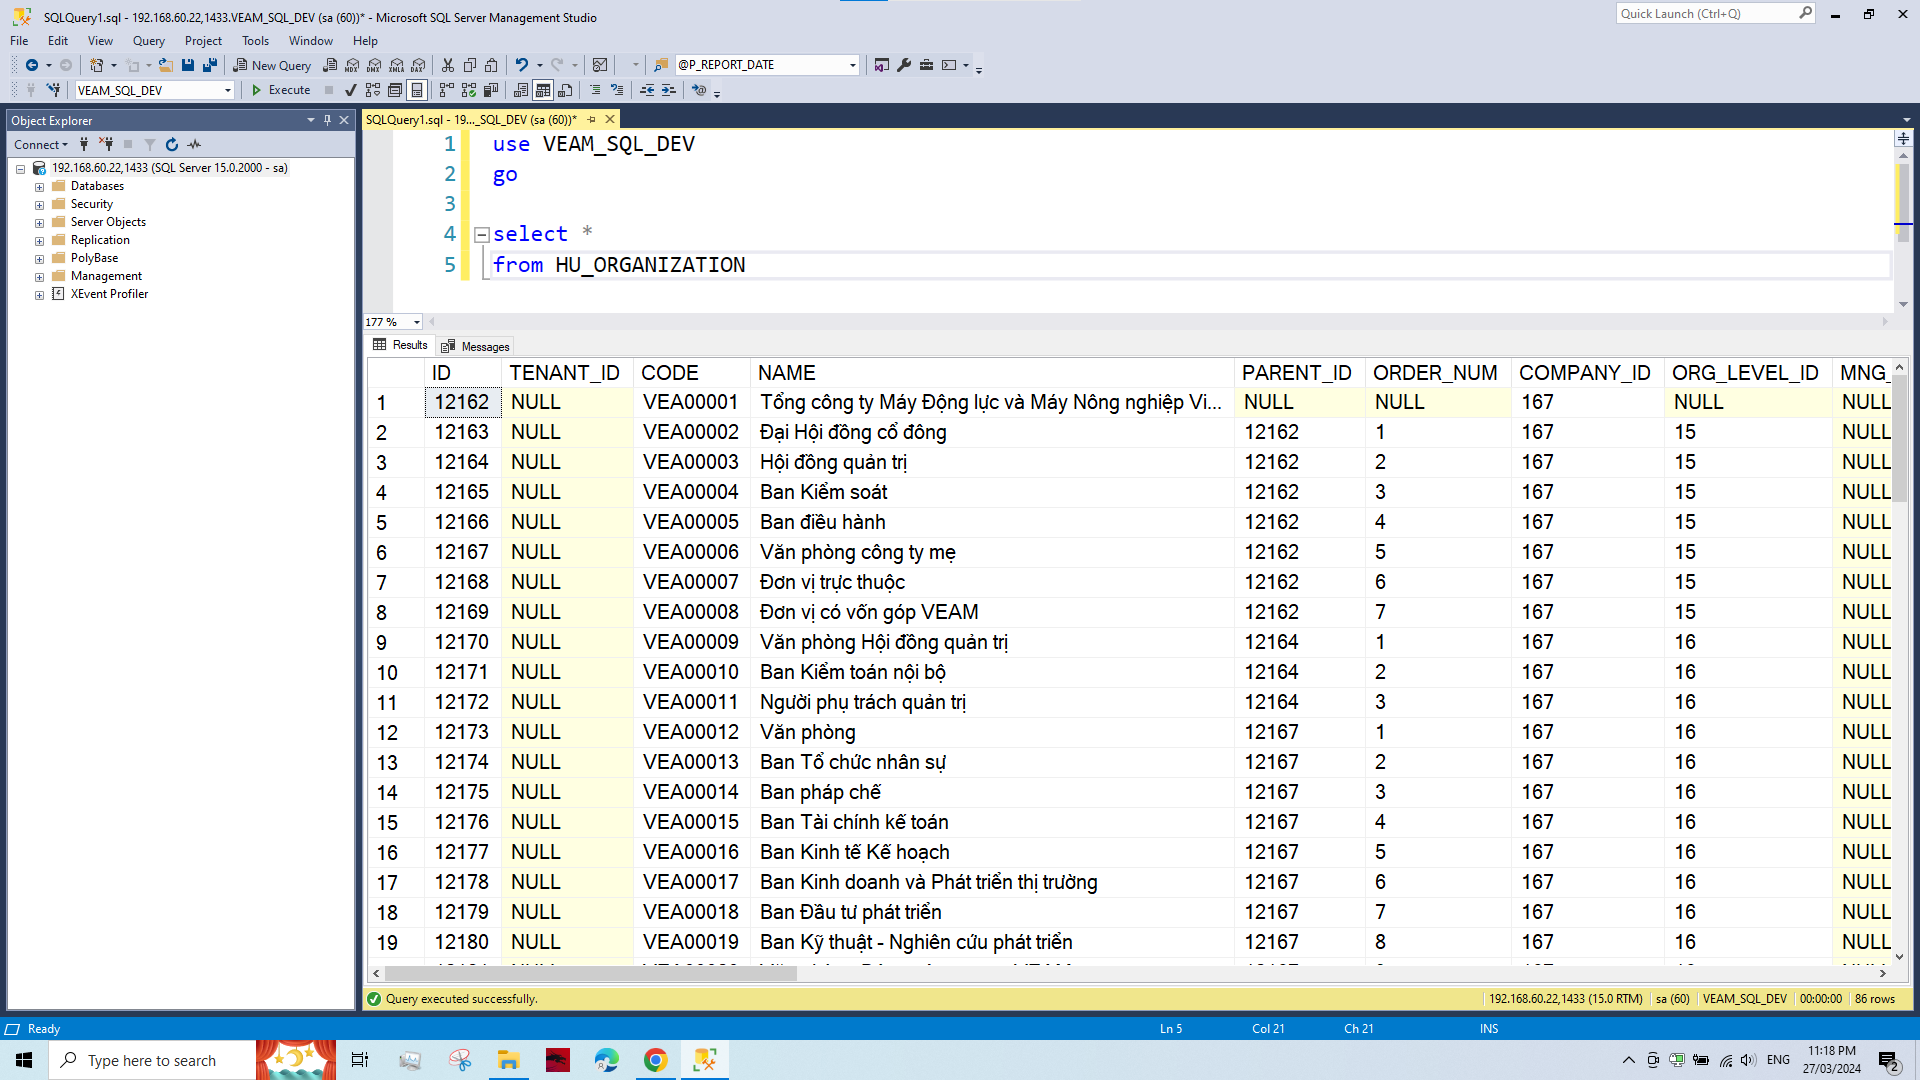 SQLQuery1.sql - 192.168.60.22,1433.VEAM_SQL_DEV (sa (60))* - Microsoft SQL Server Management Studio
Quick Launch (Ctrl+Q)
File Edit View Query Project Tools Window Help
New Query MDX DMX XMLA DAX @P_REPORT_DATE
VEAM_SQL_DEV Execute
Object Explorer
SQLQuery1.sql - 19..._SQL_DEV (sa (60))*
Connect
192.168.60.22,1433 (SQL Server 15.0.2000 - sa)
Databases
Security
Server Objects
Replication
PolyBase
Management
XEvent Profiler
1 use VEAM_SQL_DEV
2 go
3
4 select *
5 from HU_ORGANIZATION
177 %
Results Messages
ID TENANT_ID CODE NAME PARENT_ID ORDER_NUM COMPANY_ID ORG_LEVEL_ID MNG_
1 12162 NULL VEA00001 Tổng công ty Máy Động lực và Máy Nông nghiệp Vi... NULL NULL 167 NULL NULL
2 12163 NULL VEA00002 Đại Hội đồng cổ đông 12162 1 167 15 NULL
3 12164 NULL VEA00003 Hội đồng quản trị 12162 2 167 15 NULL
4 12165 NULL VEA00004 Ban Kiểm soát 12162 3 167 15 NULL
5 12166 NULL VEA00005 Ban điều hành 12162 4 167 15 NULL
6 12167 NULL VEA00006 Văn phòng công ty mẹ 12162 5 167 15 NULL
7 12168 NULL VEA00007 Đơn vị trực thuộc 12162 6 167 15 NULL
8 12169 NULL VEA00008 Đơn vị có vốn góp VEAM 12162 7 167 15 NULL
9 12170 NULL VEA00009 Văn phòng Hội đồng quản trị 12164 1 167 16 NULL
10 12171 NULL VEA00010 Ban Kiểm toán nội bộ 12164 2 167 16 NULL
11 12172 NULL VEA00011 Người phụ trách quản trị 12164 3 167 16 NULL
12 12173 NULL VEA00012 Văn phòng 12167 1 167 16 NULL
13 12174 NULL VEA00013 Ban Tổ chức nhân sự 12167 2 167 16 NULL
14 12175 NULL VEA00014 Ban pháp chế 12167 3 167 16 NULL
15 12176 NULL VEA00015 Ban Tài chính kế toán 12167 4 167 16 NULL
16 12177 NULL VEA00016 Ban Kinh tế Kế hoạch 12167 5 167 16 NULL
17 12178 NULL VEA00017 Ban Kinh doanh và Phát triển thị trường 12167 6 167 16 NULL
18 12179 NULL VEA00018 Ban Đầu tư phát triển 12167 7 167 16 NULL
19 12180 NULL VEA00019 Ban Kỹ thuật - Nghiên cứu phát triển 12167 8 167 16 NULL
Query executed successfully. 192.168.60.22,1433 (15.0 RTM) sa (60) VEAM_SQL_DEV 00:00:00 86 rows
Ready Ln 5 Col 21 Ch 21 INS
Type here to search
ENG
11:18 PM
27/03/2024
2